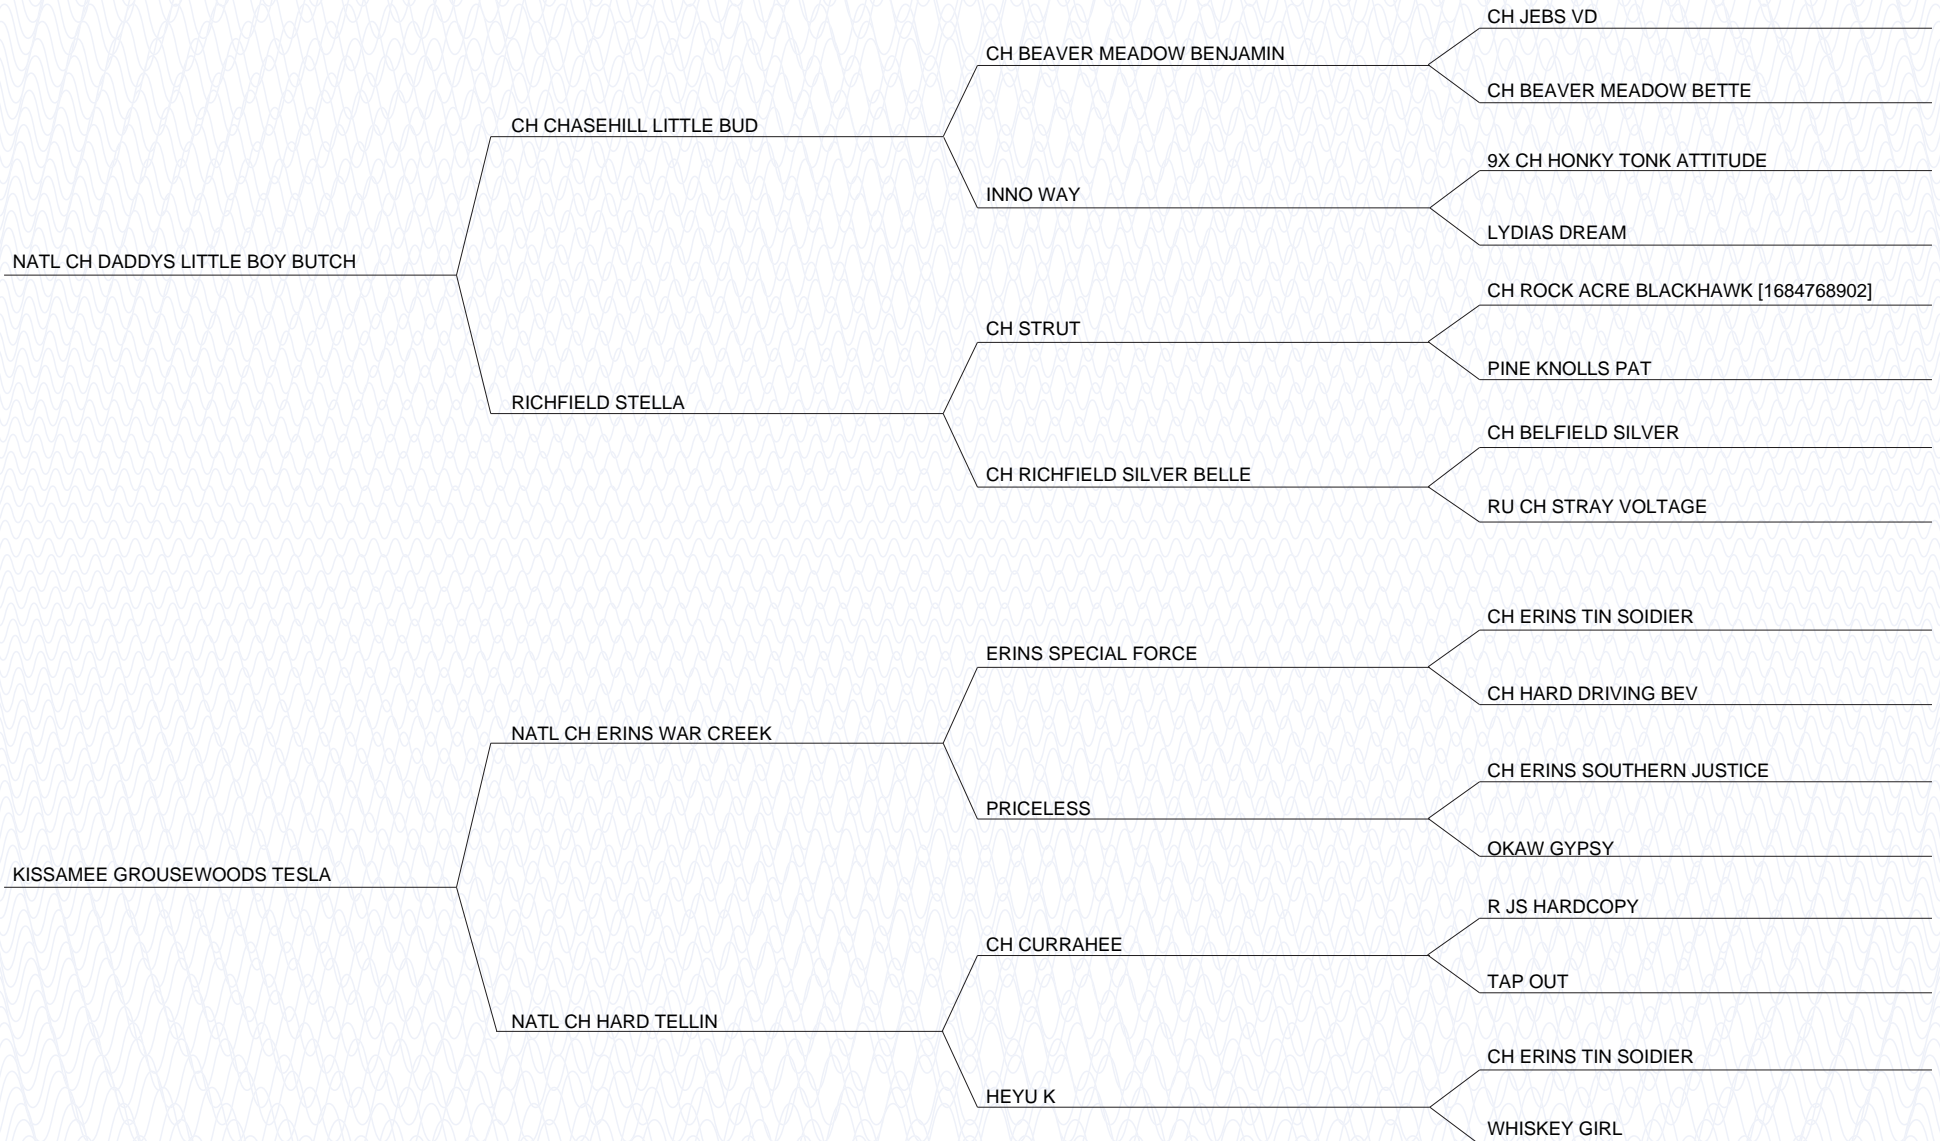 CH JEBS VD
CH BEAVER MEADOW BENJAMIN
CH BEAVER MEADOW BETTE
CH CHASEHILL LITTLE BUD
9X CH HONKY TONK ATTITUDE
INNO WAY
LYDIAS DREAM
NATL CH DADDYS LITTLE BOY BUTCH
CH ROCK ACRE BLACKHAWK [1684768902]
CH STRUT
PINE KNOLLS PAT
RICHFIELD STELLA
CH BELFIELD SILVER
CH RICHFIELD SILVER BELLE
RU CH STRAY VOLTAGE
CH ERINS TIN SOIDIER
ERINS SPECIAL FORCE
CH HARD DRIVING BEV
NATL CH ERINS WAR CREEK
CH ERINS SOUTHERN JUSTICE
PRICELESS
OKAW GYPSY
KISSAMEE GROUSEWOODS TESLA
R JS HARDCOPY
CH CURRAHEE
TAP OUT
NATL CH HARD TELLIN
CH ERINS TIN SOIDIER
HEYU K
WHISKEY GIRL